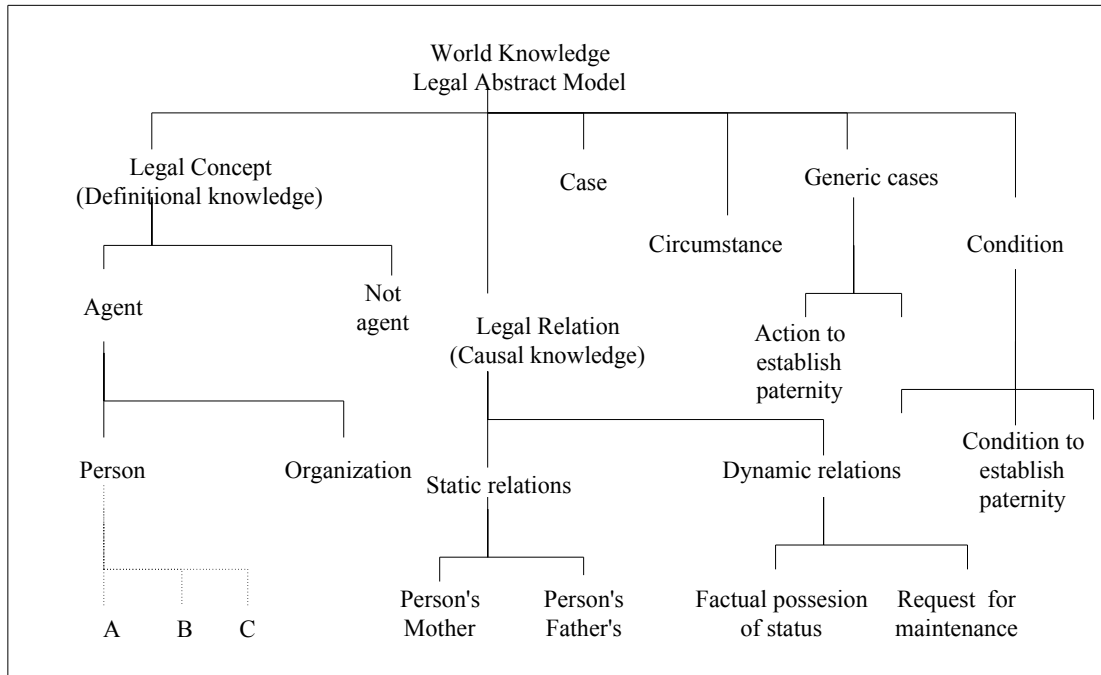 World Knowledge
Legal Abstract Model
Legal Concept
(Definitional knowledge)
Case
Generic cases
Circumstance
Condition
Agent
Not
agent
Legal Relation
(Causal knowledge)
Action to
establish
paternity
Person
Organization
Static relations
Dynamic relations
Condition to
establish
paternity
A
B
C
Person's
Mother
Person's
Father's
Factual possesion
of status
Request for
maintenance